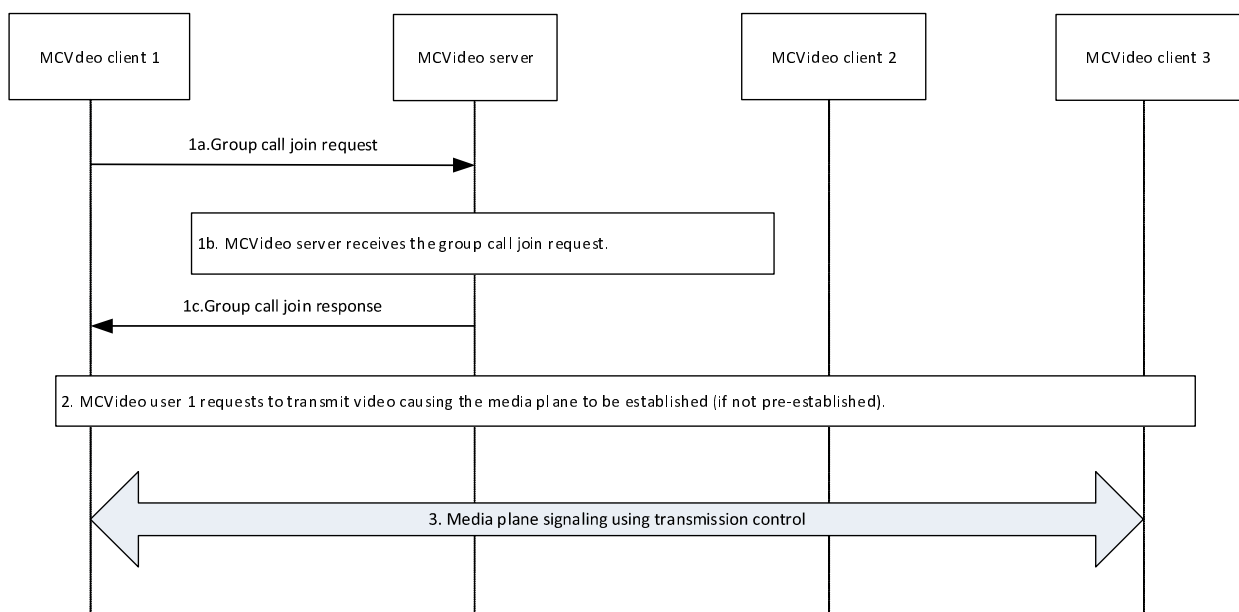 MCVdeo client 1
MCVideo server
MCVideo client 2
MCVideo client 3
1a.Group call join request
1b. MCVideo server receives the group call join request.
1c.Group call join response
2. MCVideo user 1 requests to transmit video causing the media plane to be established (if not pre-established).
3. Media plane signaling using transmission control